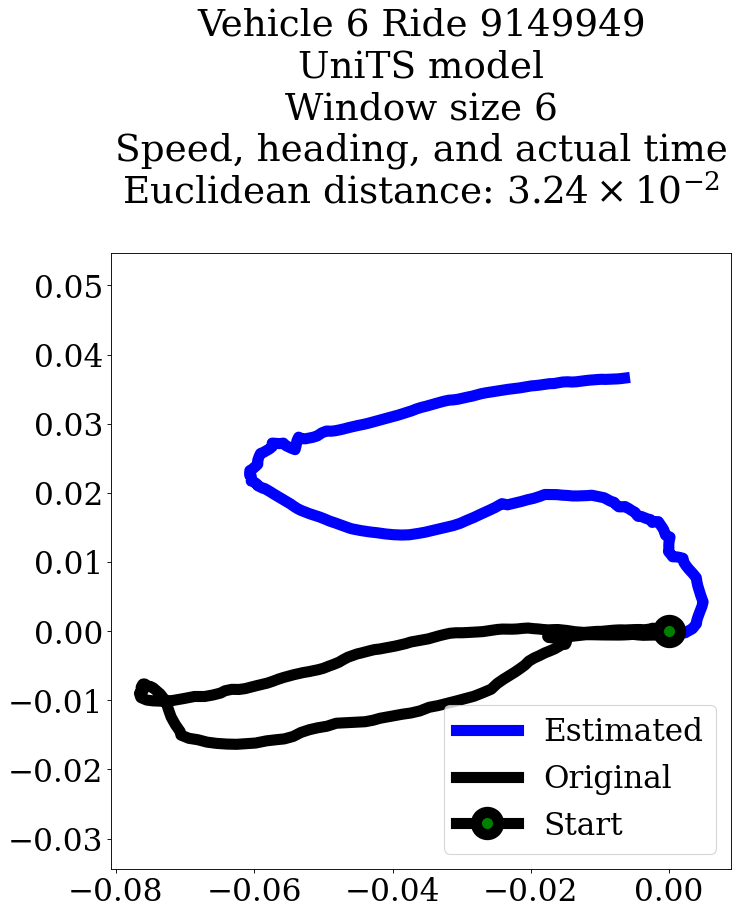 Vehicle 6 Ride 9149949
UniTS model
Window size 6
Speed, heading, and actual time
Euclidean distance: 3.24 × 10⁻²
0.05
0.04
0.03
0.02
0.01
0.00
−0.01
−0.02
−0.03
Estimated
Original
Start
−0.08 −0.06 −0.04 −0.02 0.00